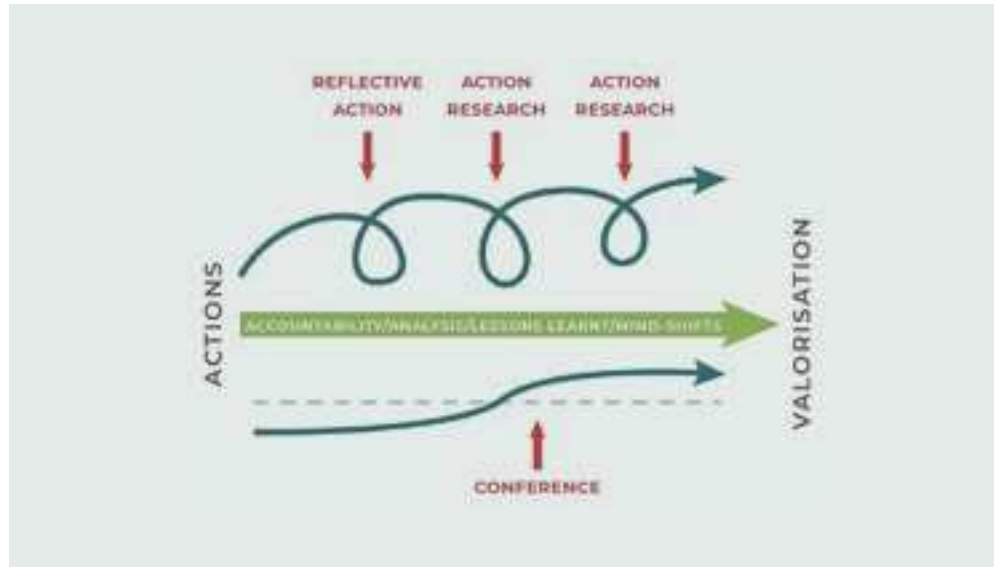 REFLECTIVE
ACTION
ACTION
RESEARCH
ACTION
RESEARCH
ACTIONS
ACCOUNTABILITY/ANALYSIS/LESSONS LEARNT/MIND-SHIFTS
VALORISATION
CONFERENCE